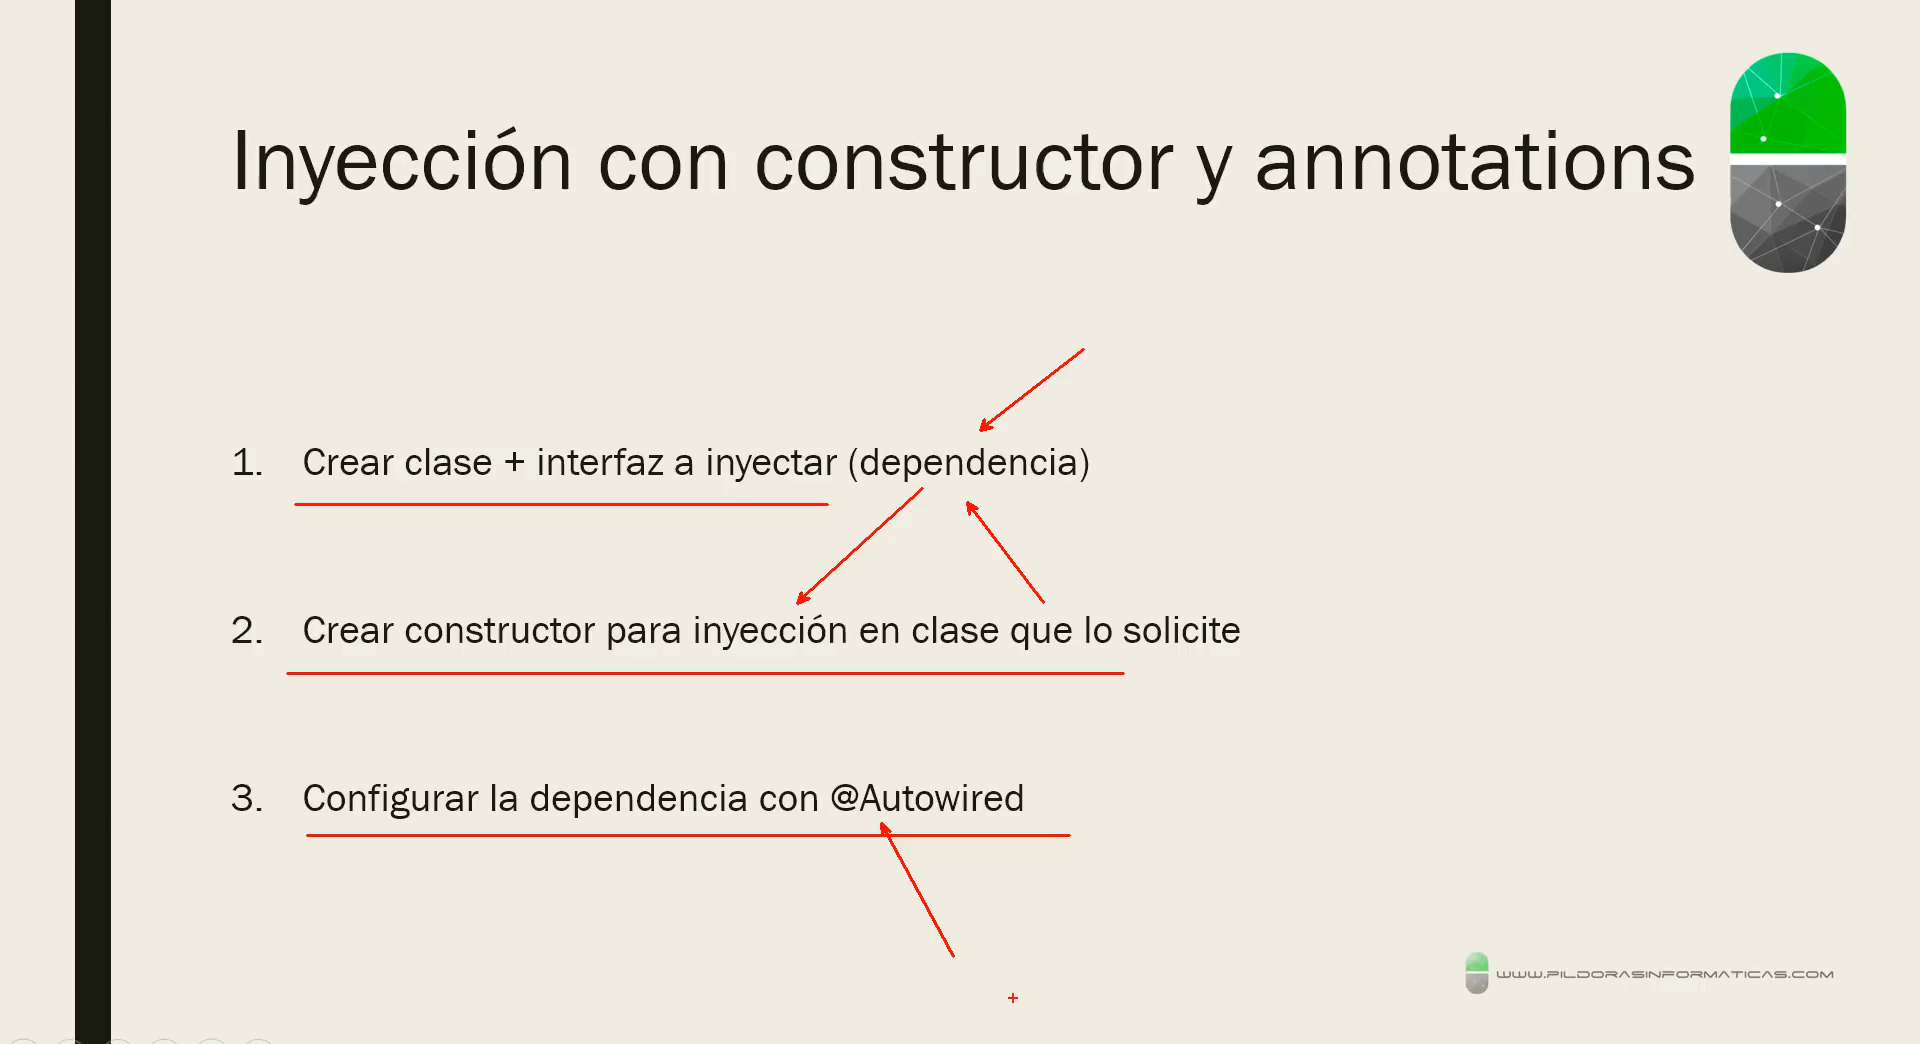 Inyección con constructor y annotations
1. Crear clase + interfaz a inyectar (dependencia)
2. Crear constructor para inyección en clase que lo solicite
3. Configurar la dependencia con @Autowired
WWW.PILDORASINFORMATICAS.COM